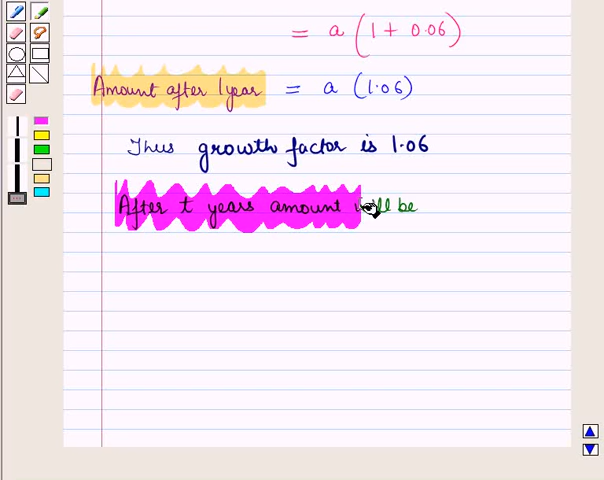 = a (1 + 0.06)
Amount after 1 year = a (1.06)
Thus growth factor is 1.06
After t years amount will be